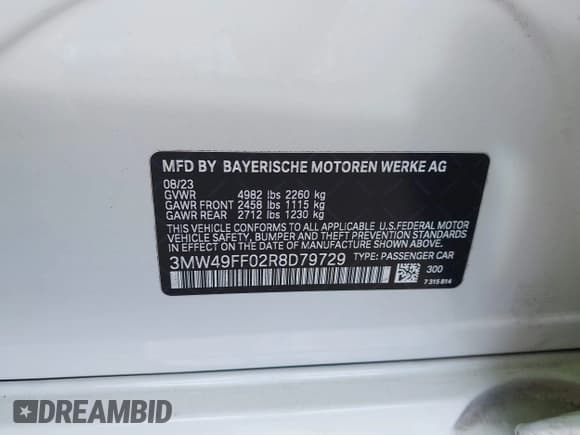 MFD BY BAYERISCHE MOTOREN WERKE AG
08/23
GVWR 4982 lbs 2260 kg
GAWR FRONT 2458 lbs 1115 kg
GAWR REAR 2712 lbs 1230 kg
THIS VEHICLE CONFORMS TO ALL APPLICABLE U.S.FEDERAL MOTOR
VEHICLE SAFETY, BUMPER, AND THEFT PREVENTION STANDARDS IN
EFFECT ON THE DATE OF MANUFACTURE SHOWN ABOVE.
3MW49FF02R8D79729 TYPE: PASSENGER CAR
300
7 315 814
DREAMBID